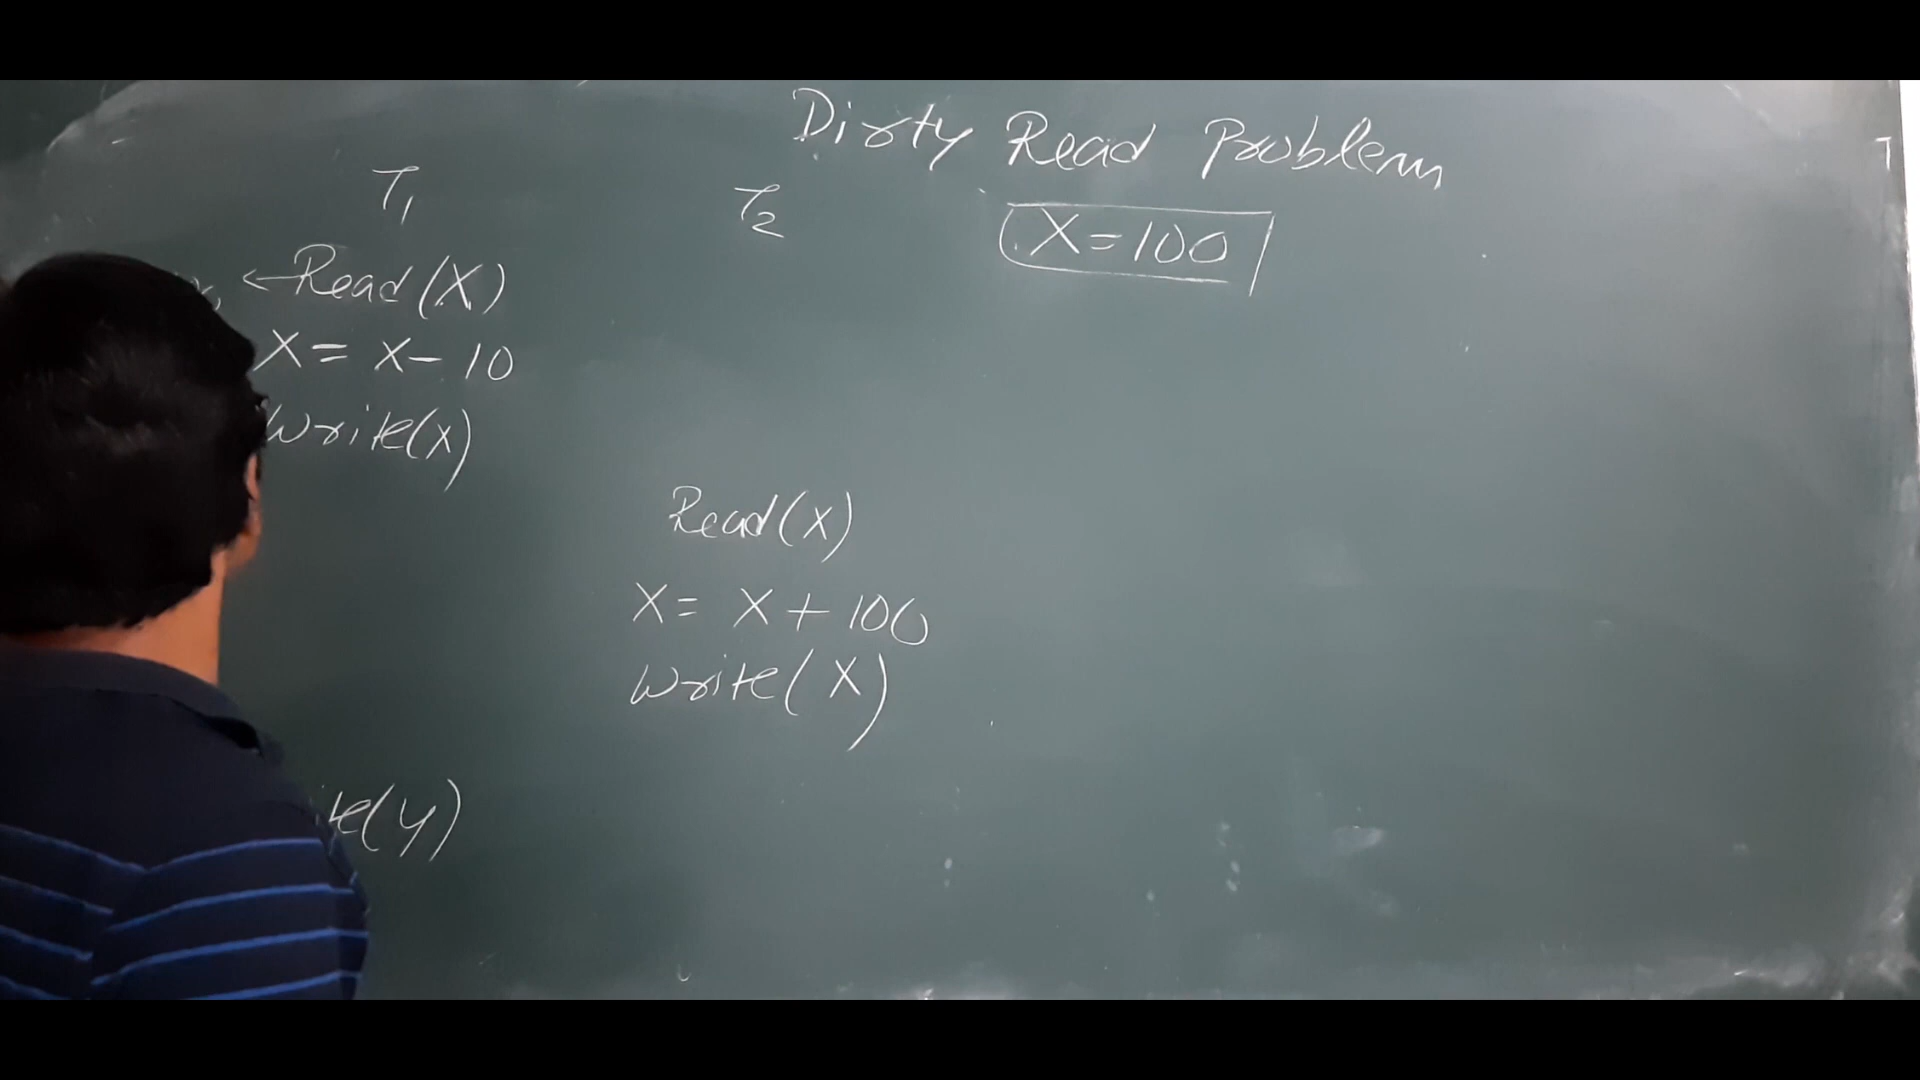 Dirty Read Problem
T1
T2
X=100
←Read(X)
X= X-10
Write(X)
Read(X)
X= X+100
Write(X)
(y)